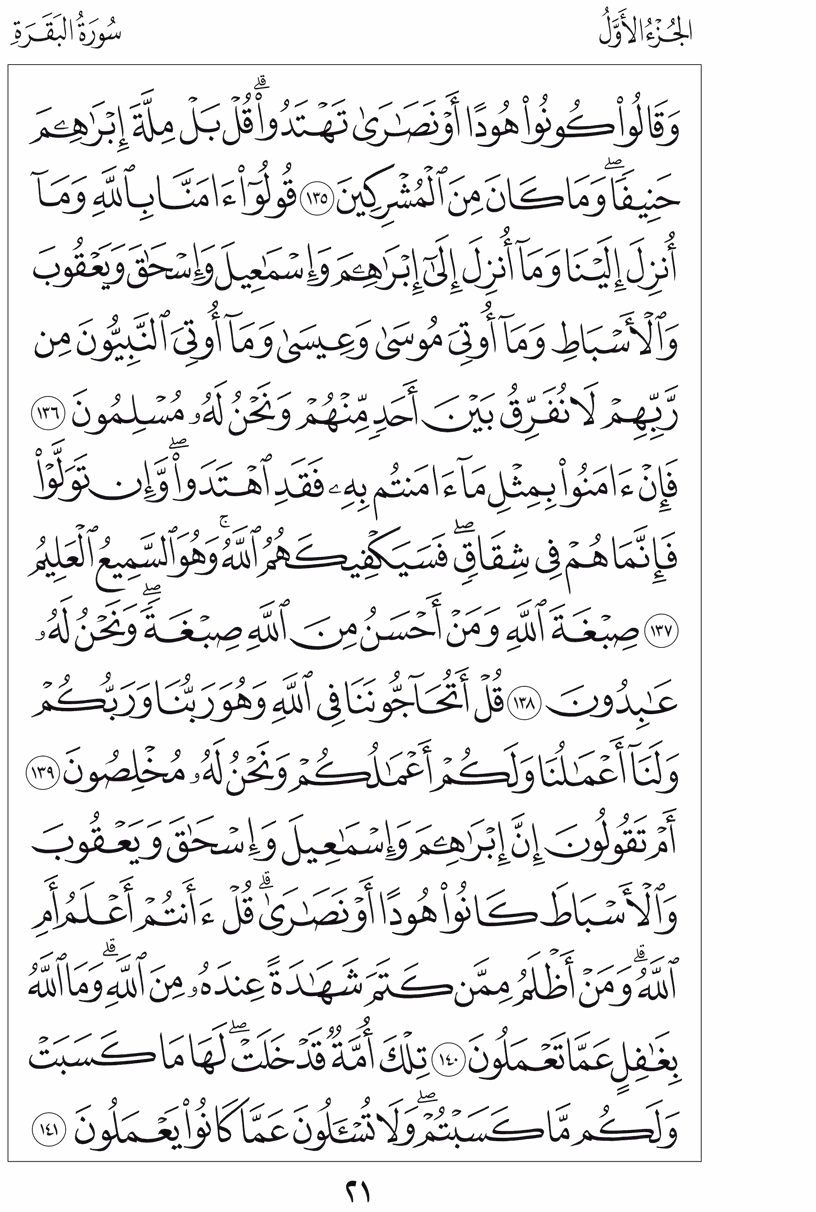 الجُزْءُ الأَوَّلُ
سُورَةُ البَقَرَةِ
وَقَالُوا۟ كُونُوا۟ هُودًا أَوْ نَصَـٰرَىٰ تَهْتَدُوا۟ ۗ قُلْ بَلْ مِلَّةَ إِبْرَٰهِـۧمَ
حَنِيفًا ۖ وَمَا كَانَ مِنَ ٱلْمُشْرِكِينَ ١٣٥ قُولُوٓا۟ ءَامَنَّا بِٱللَّهِ وَمَآ
أُنزِلَ إِلَيْنَا وَمَآ أُنزِلَ إِلَىٰٓ إِبْرَٰهِـۧمَ وَإِسْمَـٰعِيلَ وَإِسْحَـٰقَ وَيَعْقُوبَ
وَٱلْأَسْبَاطِ وَمَآ أُوتِىَ مُوسَىٰ وَعِيسَىٰ وَمَآ أُوتِىَ ٱلنَّبِيُّونَ مِن
رَّبِّهِمْ لَا نُفَرِّقُ بَيْنَ أَحَدٍ مِّنْهُمْ وَنَحْنُ لَهُۥ مُسْلِمُونَ ١٣٦
فَإِنْ ءَامَنُوا۟ بِمِثْلِ مَآ ءَامَنتُم بِهِۦ فَقَدِ ٱهْتَدَوا۟ ۖ وَّإِن تَوَلَّوْا۟
فَإِنَّمَا هُمْ فِى شِقَاقٍ ۖ فَسَيَكْفِيكَهُمُ ٱللَّهُ ۚ وَهُوَ ٱلسَّمِيعُ ٱلْعَلِيمُ
١٣٧ صِبْغَةَ ٱللَّهِ وَمَنْ أَحْسَنُ مِنَ ٱللَّهِ صِبْغَةً ۖ وَنَحْنُ لَهُۥ
عَـٰبِدُونَ ١٣٨ قُلْ أَتُحَآجُّونَنَا فِى ٱللَّهِ وَهُوَ رَبُّنَا وَرَبُّكُمْ
وَلَنَآ أَعْمَـٰلُنَا وَلَكُمْ أَعْمَـٰلُكُمْ وَنَحْنُ لَهُۥ مُخْلِصُونَ ١٣٩
أَمْ تَقُولُونَ إِنَّ إِبْرَٰهِـۧمَ وَإِسْمَـٰعِيلَ وَإِسْحَـٰقَ وَيَعْقُوبَ
وَٱلْأَسْبَاطَ كَانُوا۟ هُودًا أَوْ نَصَـٰرَىٰ ۗ قُلْ ءَأَنتُمْ أَعْلَمُ أَمِ
ٱللَّهُ ۗ وَمَنْ أَظْلَمُ مِمَّن كَتَمَ شَهَـٰدَةً عِندَهُۥ مِنَ ٱللَّهِ ۗ وَمَا ٱللَّهُ
بِغَـٰفِلٍ عَمَّا تَعْمَلُونَ ١٤٠ تِلْكَ أُمَّةٌ قَدْ خَلَتْ ۖ لَهَا مَا كَسَبَتْ
وَلَكُم مَّا كَسَبْتُمْ ۖ وَلَا تُسْـَٔلُونَ عَمَّا كَانُوا۟ يَعْمَلُونَ ١٤١
٢١